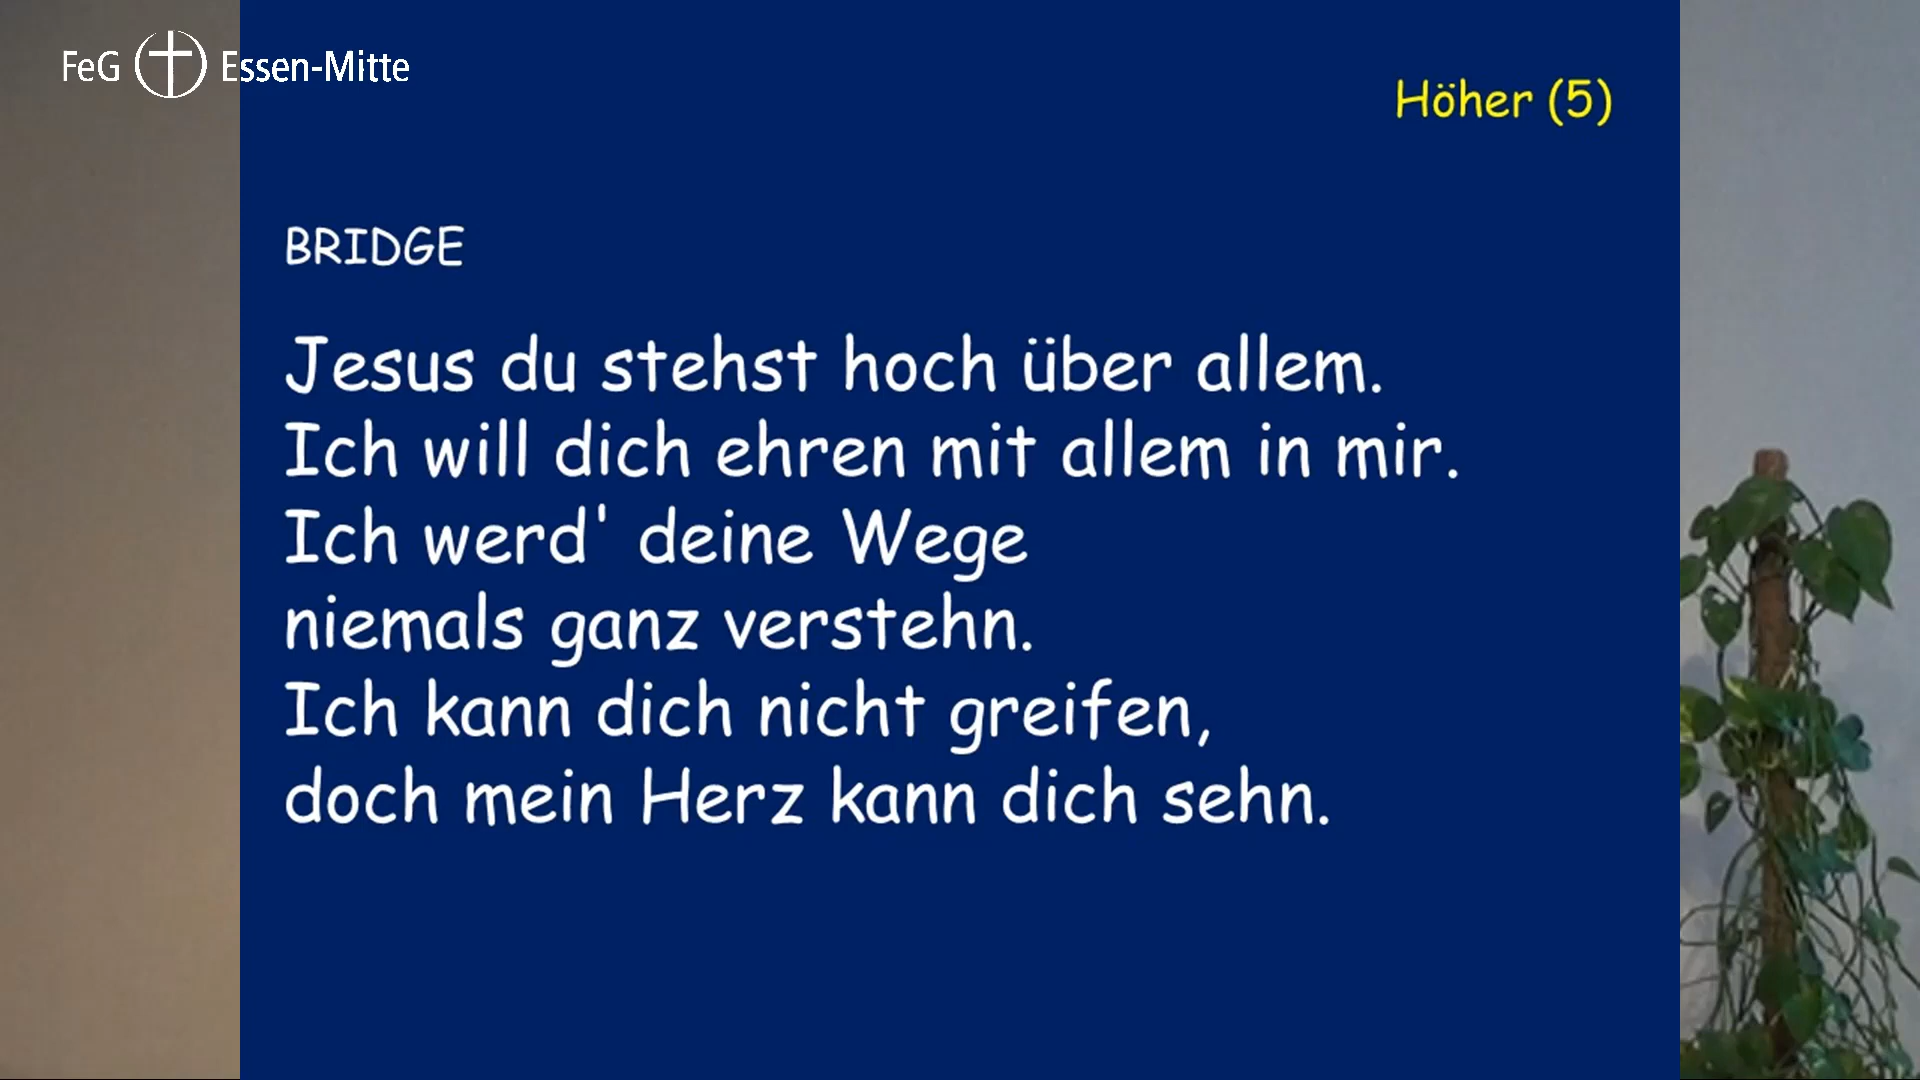 FeG Essen-Mitte
Höher (5)
BRIDGE
Jesus du stehst hoch über allem.
Ich will dich ehren mit allem in mir.
Ich werd' deine Wege
niemals ganz verstehn.
Ich kann dich nicht greifen,
doch mein Herz kann dich sehn.